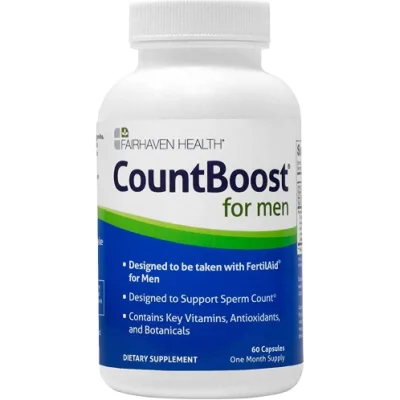 FAIRHAVEN HEALTH®
CountBoost®
for men
• Designed to be taken with FertilAid®
for Men
• Designed to Support Sperm Count◊
• Contains Key Vitamins, Antioxidants,
and Botanicals
DIETARY SUPPLEMENT
60 Capsules
One Month Supply